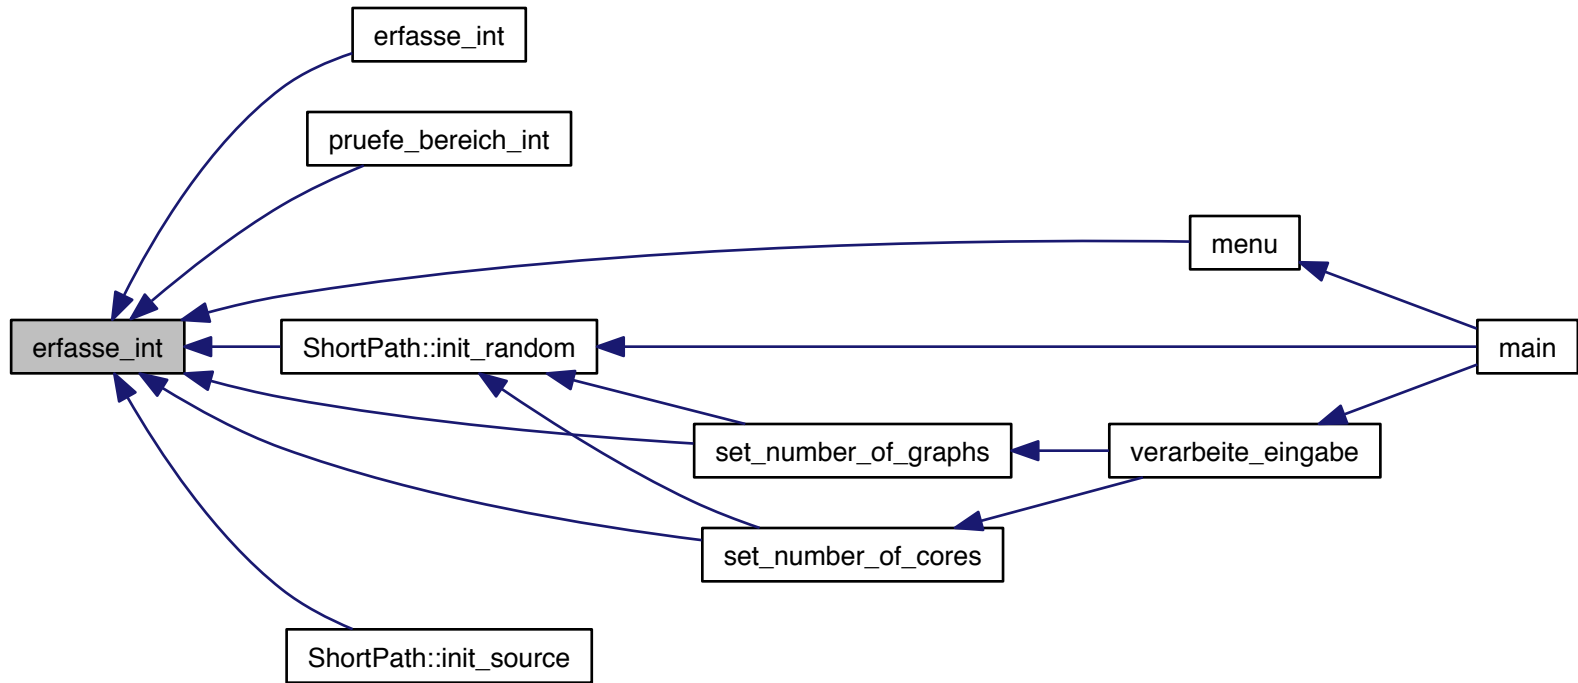 erfasse_int
pruefe_bereich_int
menu
erfasse_int
ShortPath::init_random
main
set_number_of_graphs
verarbeite_eingabe
set_number_of_cores
ShortPath::init_source